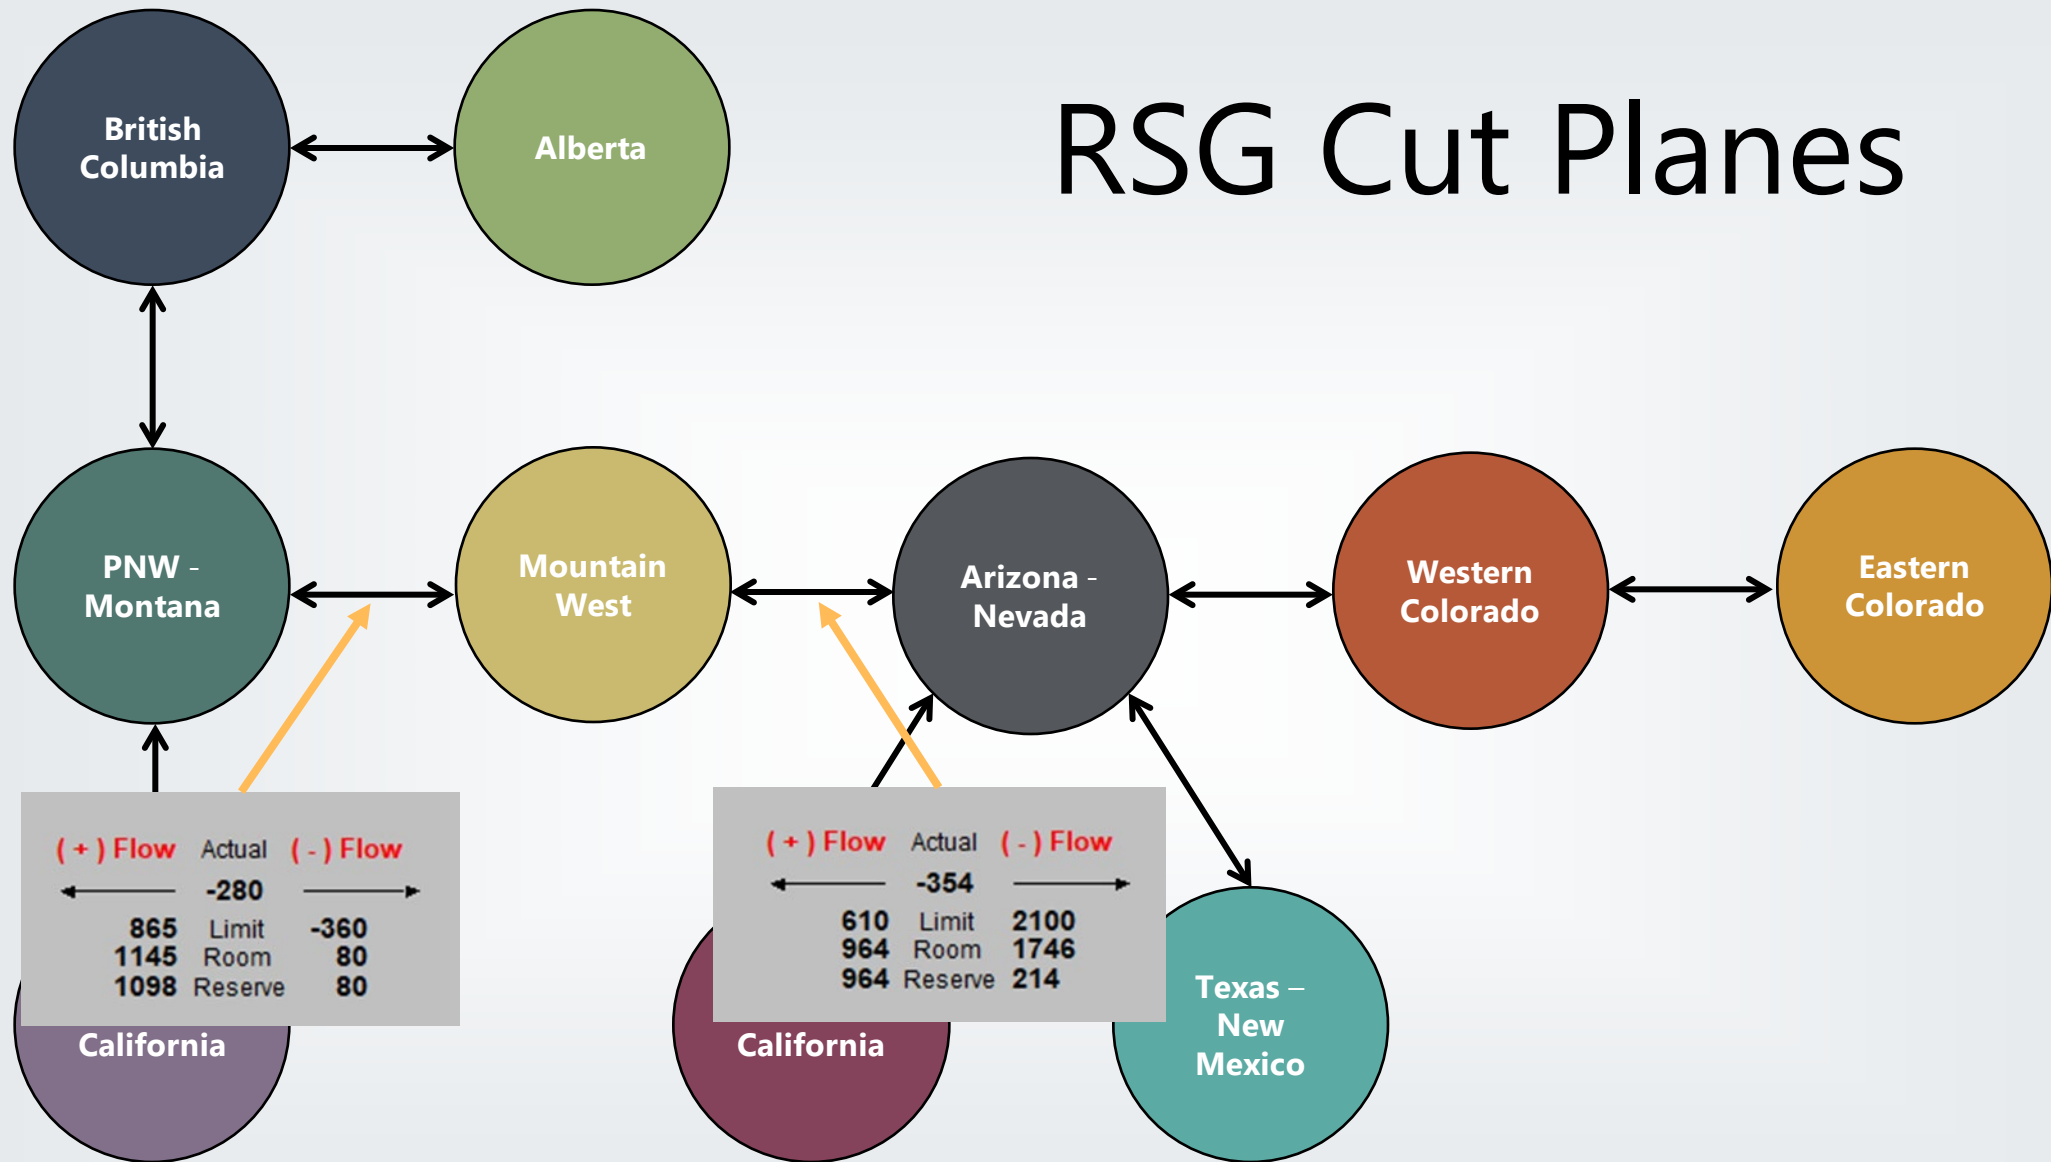 RSG Cut Planes
British
Columbia
Alberta
PNW -
Montana
Mountain
West
Arizona -
Nevada
Western
Colorado
Eastern
Colorado
( + ) Flow Actual ( - ) Flow
-280
865 Limit -360
1145 Room 80
1098 Reserve 80
California
( + ) Flow Actual ( - ) Flow
-354
610 Limit 2100
964 Room 1746
964 Reserve 214
California
Texas –
New
Mexico